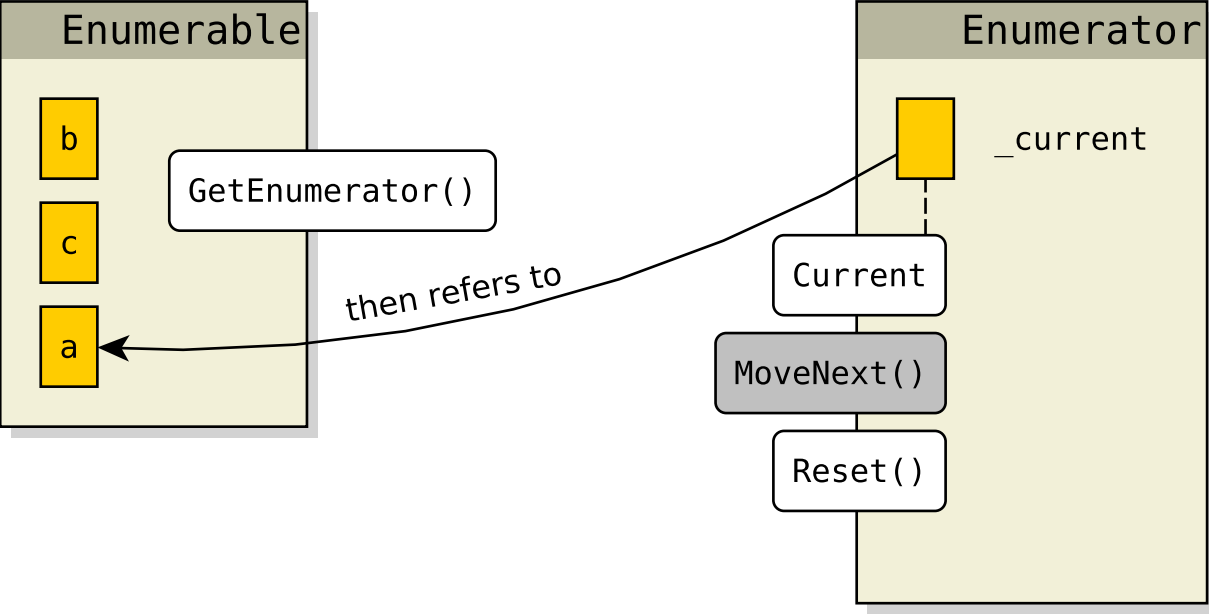 Enumerable
b
c
a
GetEnumerator()
then refers to
Enumerator
_current
Current
MoveNext()
Reset()